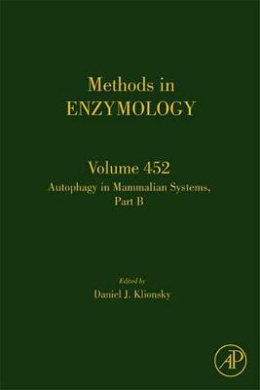 Methods in
ENZYMOLOGY
Volume 452
Autophagy in Mammalian Systems,
Part B
Edited by
Daniel J. Klionsky
AP